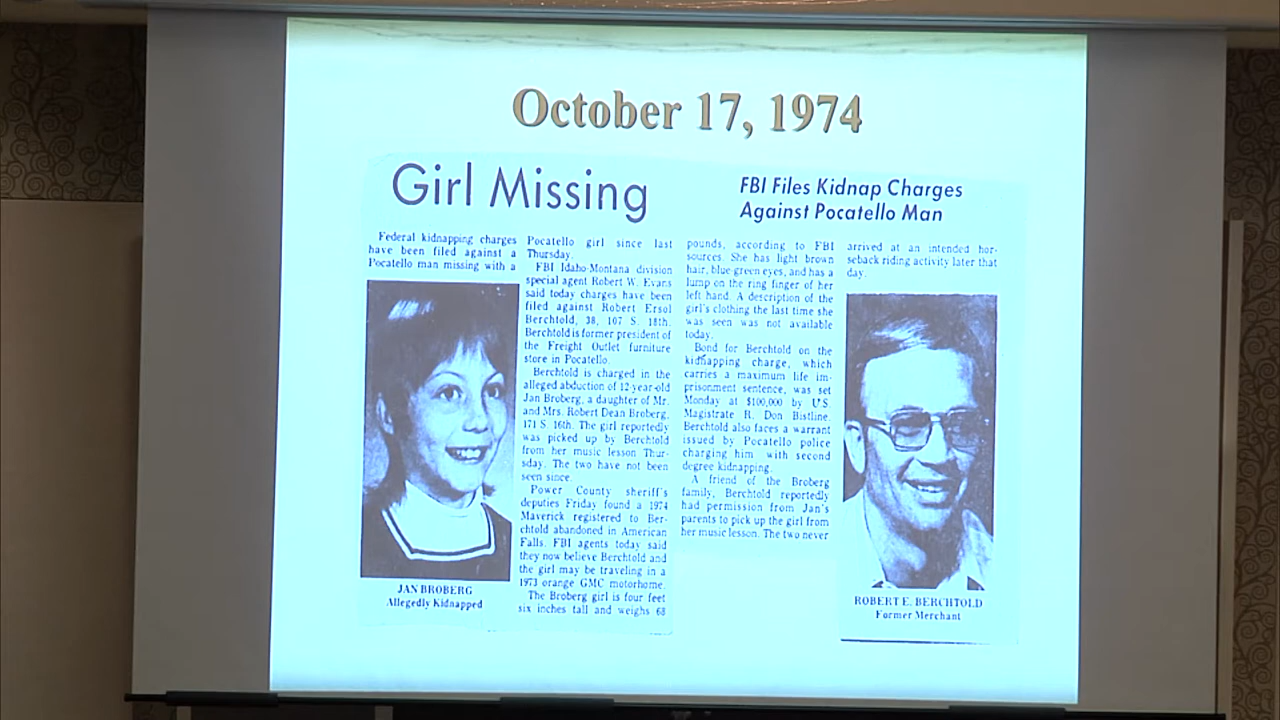 October 17, 1974
Girl Missing
FBI Files Kidnap Charges
Against Pocatello Man
Federal kidnapping charges
have been filed against a
Pocatello man missing with a
JAN BROBERG
Allegedly Kidnapped
Pocatello girl since last
Thursday.
FBI Idaho-Montana division
special agent Robert W. Evans
said today charges have been
filed against Robert Ersol
Berchtold, 38, 107 S. 18th.
Berchtold is former president of
the Freight Outlet furniture
store in Pocatello.
Berchtold is charged in the
alleged abduction of 12-year-old
Jan Broberg, a daughter of Mr.
and Mrs. Robert Dean Broberg,
171 S. 16th. The girl reportedly
was picked up by Berchtold
from her music lesson Thur-
sday. The two have not been
seen since.
Power County sheriff's
deputies Friday found a 1974
Maverick registered to Ber-
chtold abandoned in American
Falls. FBI agents today said
they now believe Berchtold and
the girl may be traveling in a
1973 orange GMC motorhome.
The Broberg girl is four feet
six inches tall and weighs 68
pounds, according to FBI
sources. She has light brown
hair, blue-green eyes, and has a
lump on the ring finger of her
left hand. A description of the
girl's clothing the last time she
was seen was not available
today.
Bond for Berchtold on the
kidnapping charge, which
carries a maximum life im-
prisonment sentence, was set
Monday at $100,000 by U.S.
Magistrate R. Don Bistline.
Berchtold also faces a warrant
issued by Pocatello police
charging him with second
degree kidnapping.
A friend of the Broberg
family, Berchtold reportedly
had permission from Jan's
parents to pick up the girl from
her music lesson. The two never
arrived at an intended hor-
seback riding activity later that
day.
ROBERT E. BERCHTOLD
Former Merchant